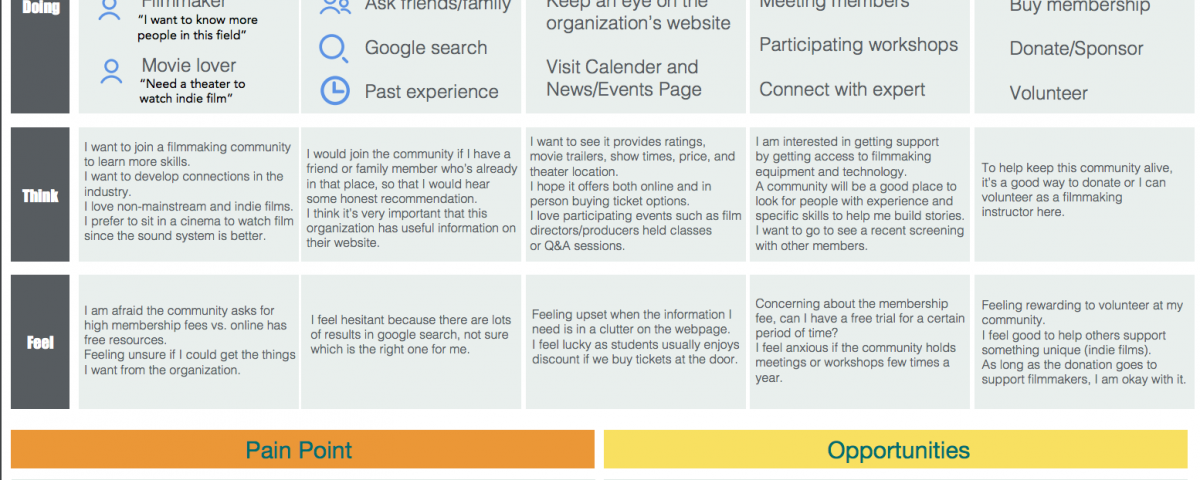 Doing
Filmmaker
“I want to know more
people in this field”
Movie lover
“Need a theater to
watch indie film”
Ask friends/family
Google search
Past experience
Keep an eye on the
organization's website
Visit Calender and
News/Events Page
Meeting members
Participating workshops
Connect with expert
Buy membership
Donate/Sponsor
Volunteer
Think
I want to join a filmmaking community
to learn more skills.
I want to develop connections in the
industry.
I love non-mainstream and indie films.
I prefer to sit in a cinema to watch film
since the sound system is better.
I would join the community if I have a
friend or family member who's already
in that place, so that I would hear
some honest recommendation.
I think it's very important that this
organization has useful information on
their website.
I want to see it provides ratings,
movie trailers, show times, price, and
theater location.
I hope it offers both online and in
person buying ticket options.
I love participating events such as film
directors/producers held classes
or Q&A sessions.
I am interested in getting support
by getting access to filmmaking
equipment and technology.
A community will be a good place to
look for people with experience and
specific skills to help me build stories.
I want to go to see a recent screening
with other members.
To help keep this community alive,
it's a good way to donate or I can
volunteer as a filmmaking
instructor here.
Feel
I am afraid the community asks for
high membership fees vs. online has
free resources.
Feeling unsure if I could get the things
I want from the organization.
I feel hesitant because there are lots
of results in google search, not sure
which is the right one for me.
Feeling upset when the information I
need is in a clutter on the webpage.
I feel lucky as students usually enjoys
discount if we buy tickets at the door.
Concerning about the membership
fee, can I have a free trial for a certain
period of time?
I feel anxious if the community holds
meetings or workshops few times a
year.
Feeling rewarding to volunteer at my
community.
I feel good to help others support
something unique (indie films).
As long as the donation goes to
support filmmakers, I am okay with it.
Pain Point
Opportunities